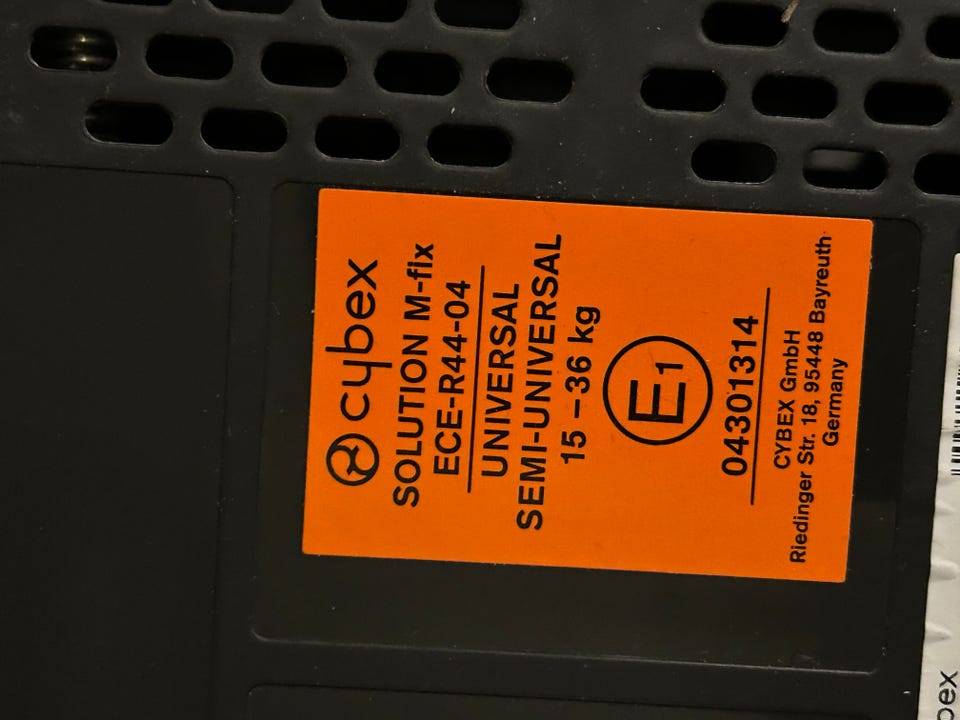 cybex
SOLUTION M-fix
ECE-R44-04
UNIVERSAL
SEMI-UNIVERSAL
15 – 36 kg
E1
04301314
CYBEX GmbH
Riedinger Str. 18, 95448 Bayreuth
Germany